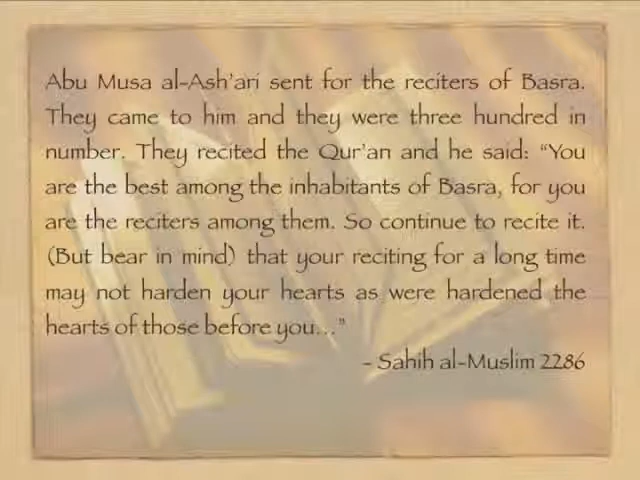 Abu Musa al-Ash'ari sent for the reciters of Basra.
They came to him and they were three hundred in
number. They recited the Qur'an and he said: "You
are the best among the inhabitants of Basra, for you
are the reciters among them. So continue to recite it.
(But bear in mind) that your reciting for a long time
may not harden your hearts as were hardened the
hearts of those before you..."
- Sahih al-Muslim 2286